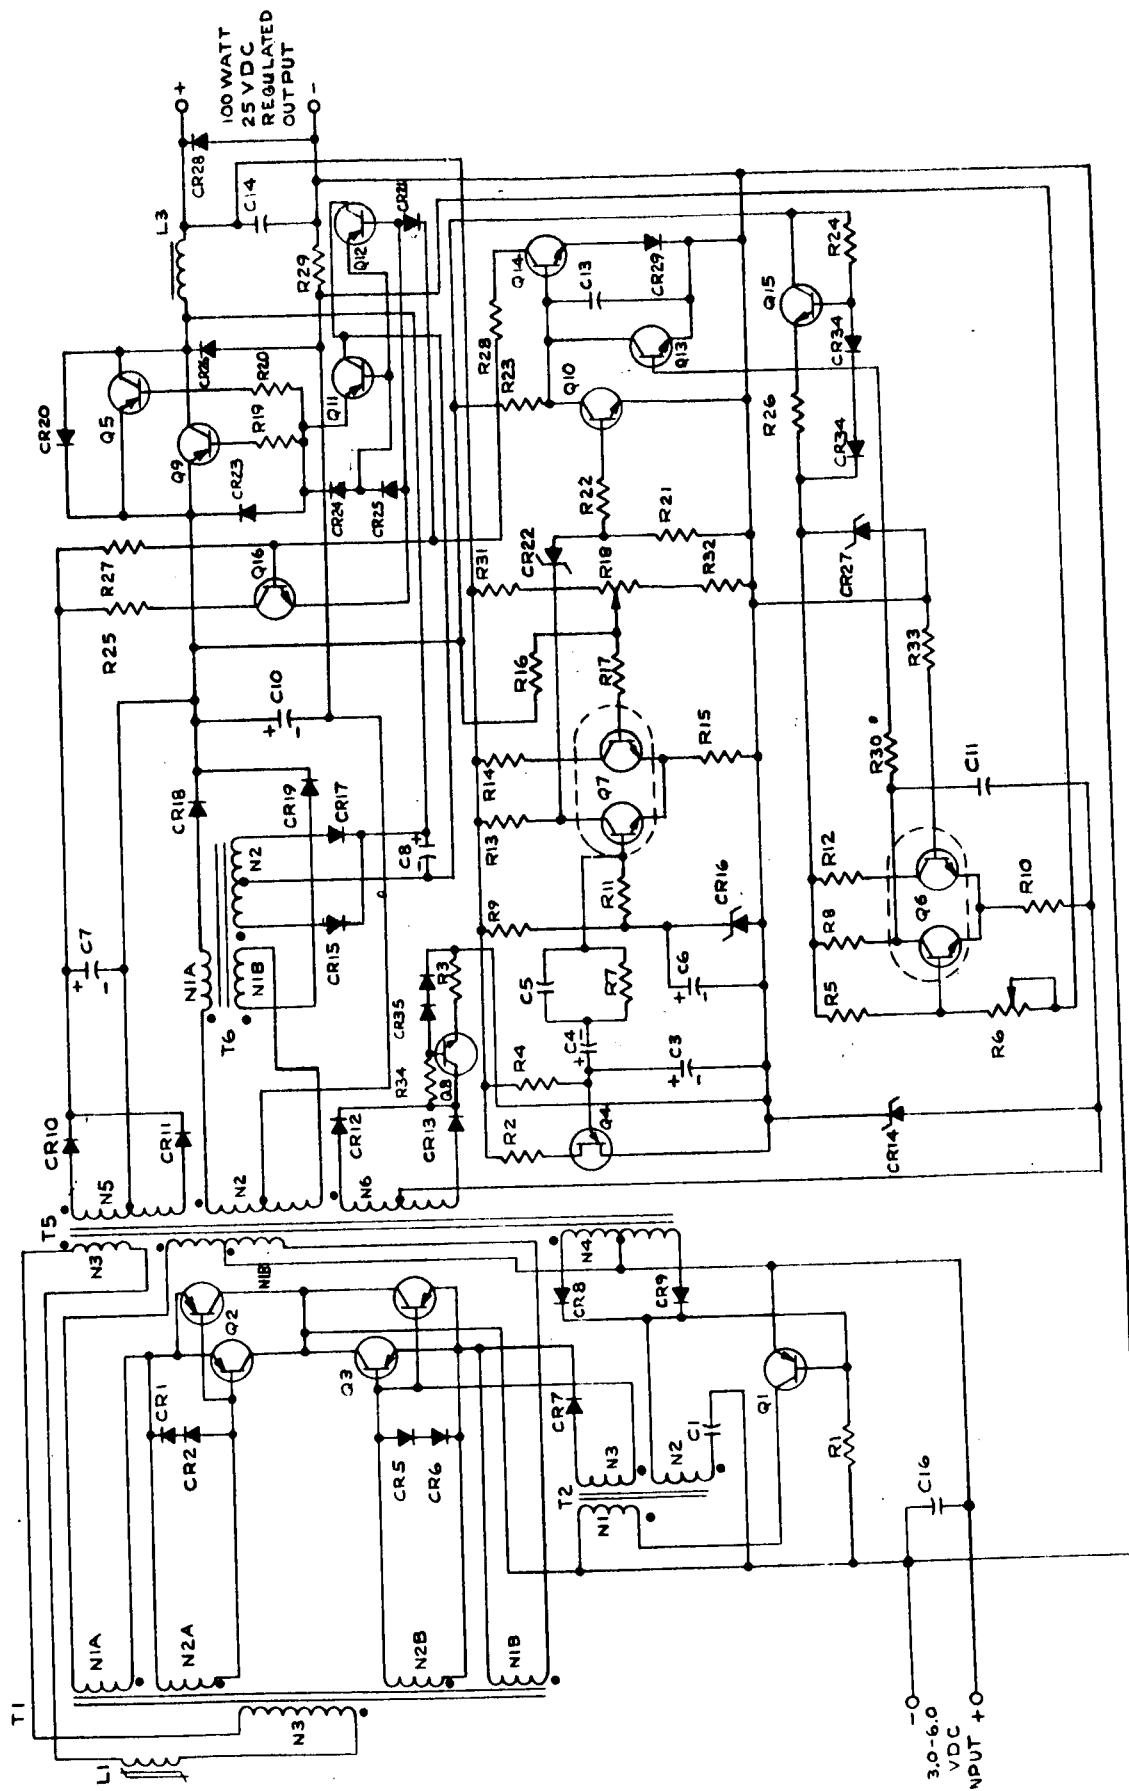 T1
L1
N3
N1A
N2A
N2B
N1B
CR1
CR2
Q2
Q3
CR5
CR6
N3
N1B
T5
CR7
T2
N1
N3
N2
C1
N4
CR8
CR9
Q1
R1
C16
3.0-6.0
VDC
NPUT
-
+
N5
N2
N6
CR10
CR11
CR12
CR13
C7
+
-
N1A
N1B
T6
N2
CR18
CR19
CR17
CR15
C8
+
-
C10
+
-
R34
CR35
Q8
R3
R25
R27
Q16
CR20
Q5
Q9
CR23
CR24
CR25
CR26
R19
R20
Q11
Q12
CR21
L3
R29
C14
CR28
+
-
100 WATT
25 VDC
REGULATED
OUTPUT
R2
R4
Q4
C4
+
-
C3
+
-
C5
R7
C6
+
-
R9
R11
CR16
R13
R14
Q7
R15
R16
R17
R31
R18
R32
CR22
R22
R21
R23
R28
Q10
Q14
C13
Q13
CR29
CR14
R5
R6
R8
R12
Q6
R10
R30
C11
R33
CR27
R26
CR34
CR34
Q15
R24